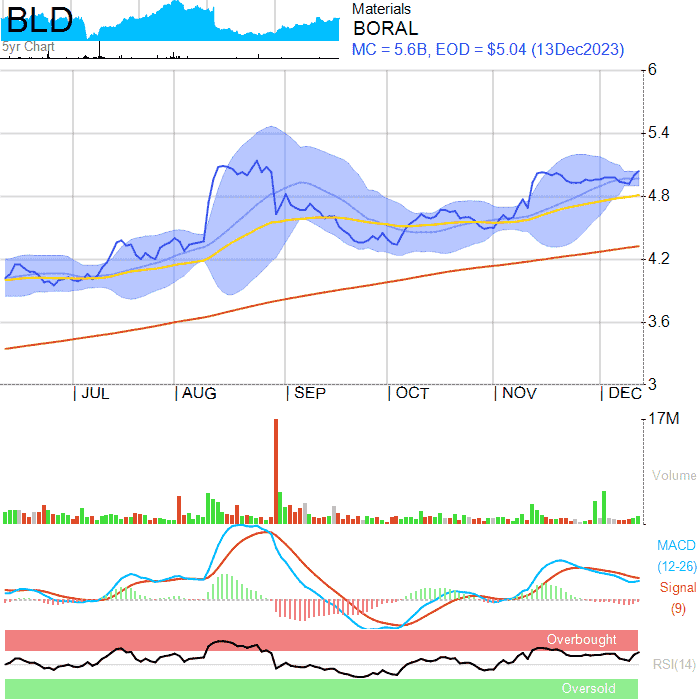 BLD
5yr Chart
Materials
BORAL
MC = 5.6B, EOD = $5.04 (13Dec2023)
6
5.4
4.8
4.2
3.6
3
JUL AUG SEP OCT NOV DEC
17M
Volume
MACD
(12-26)
Signal
(9)
Overbought
RSI(14)
Oversold